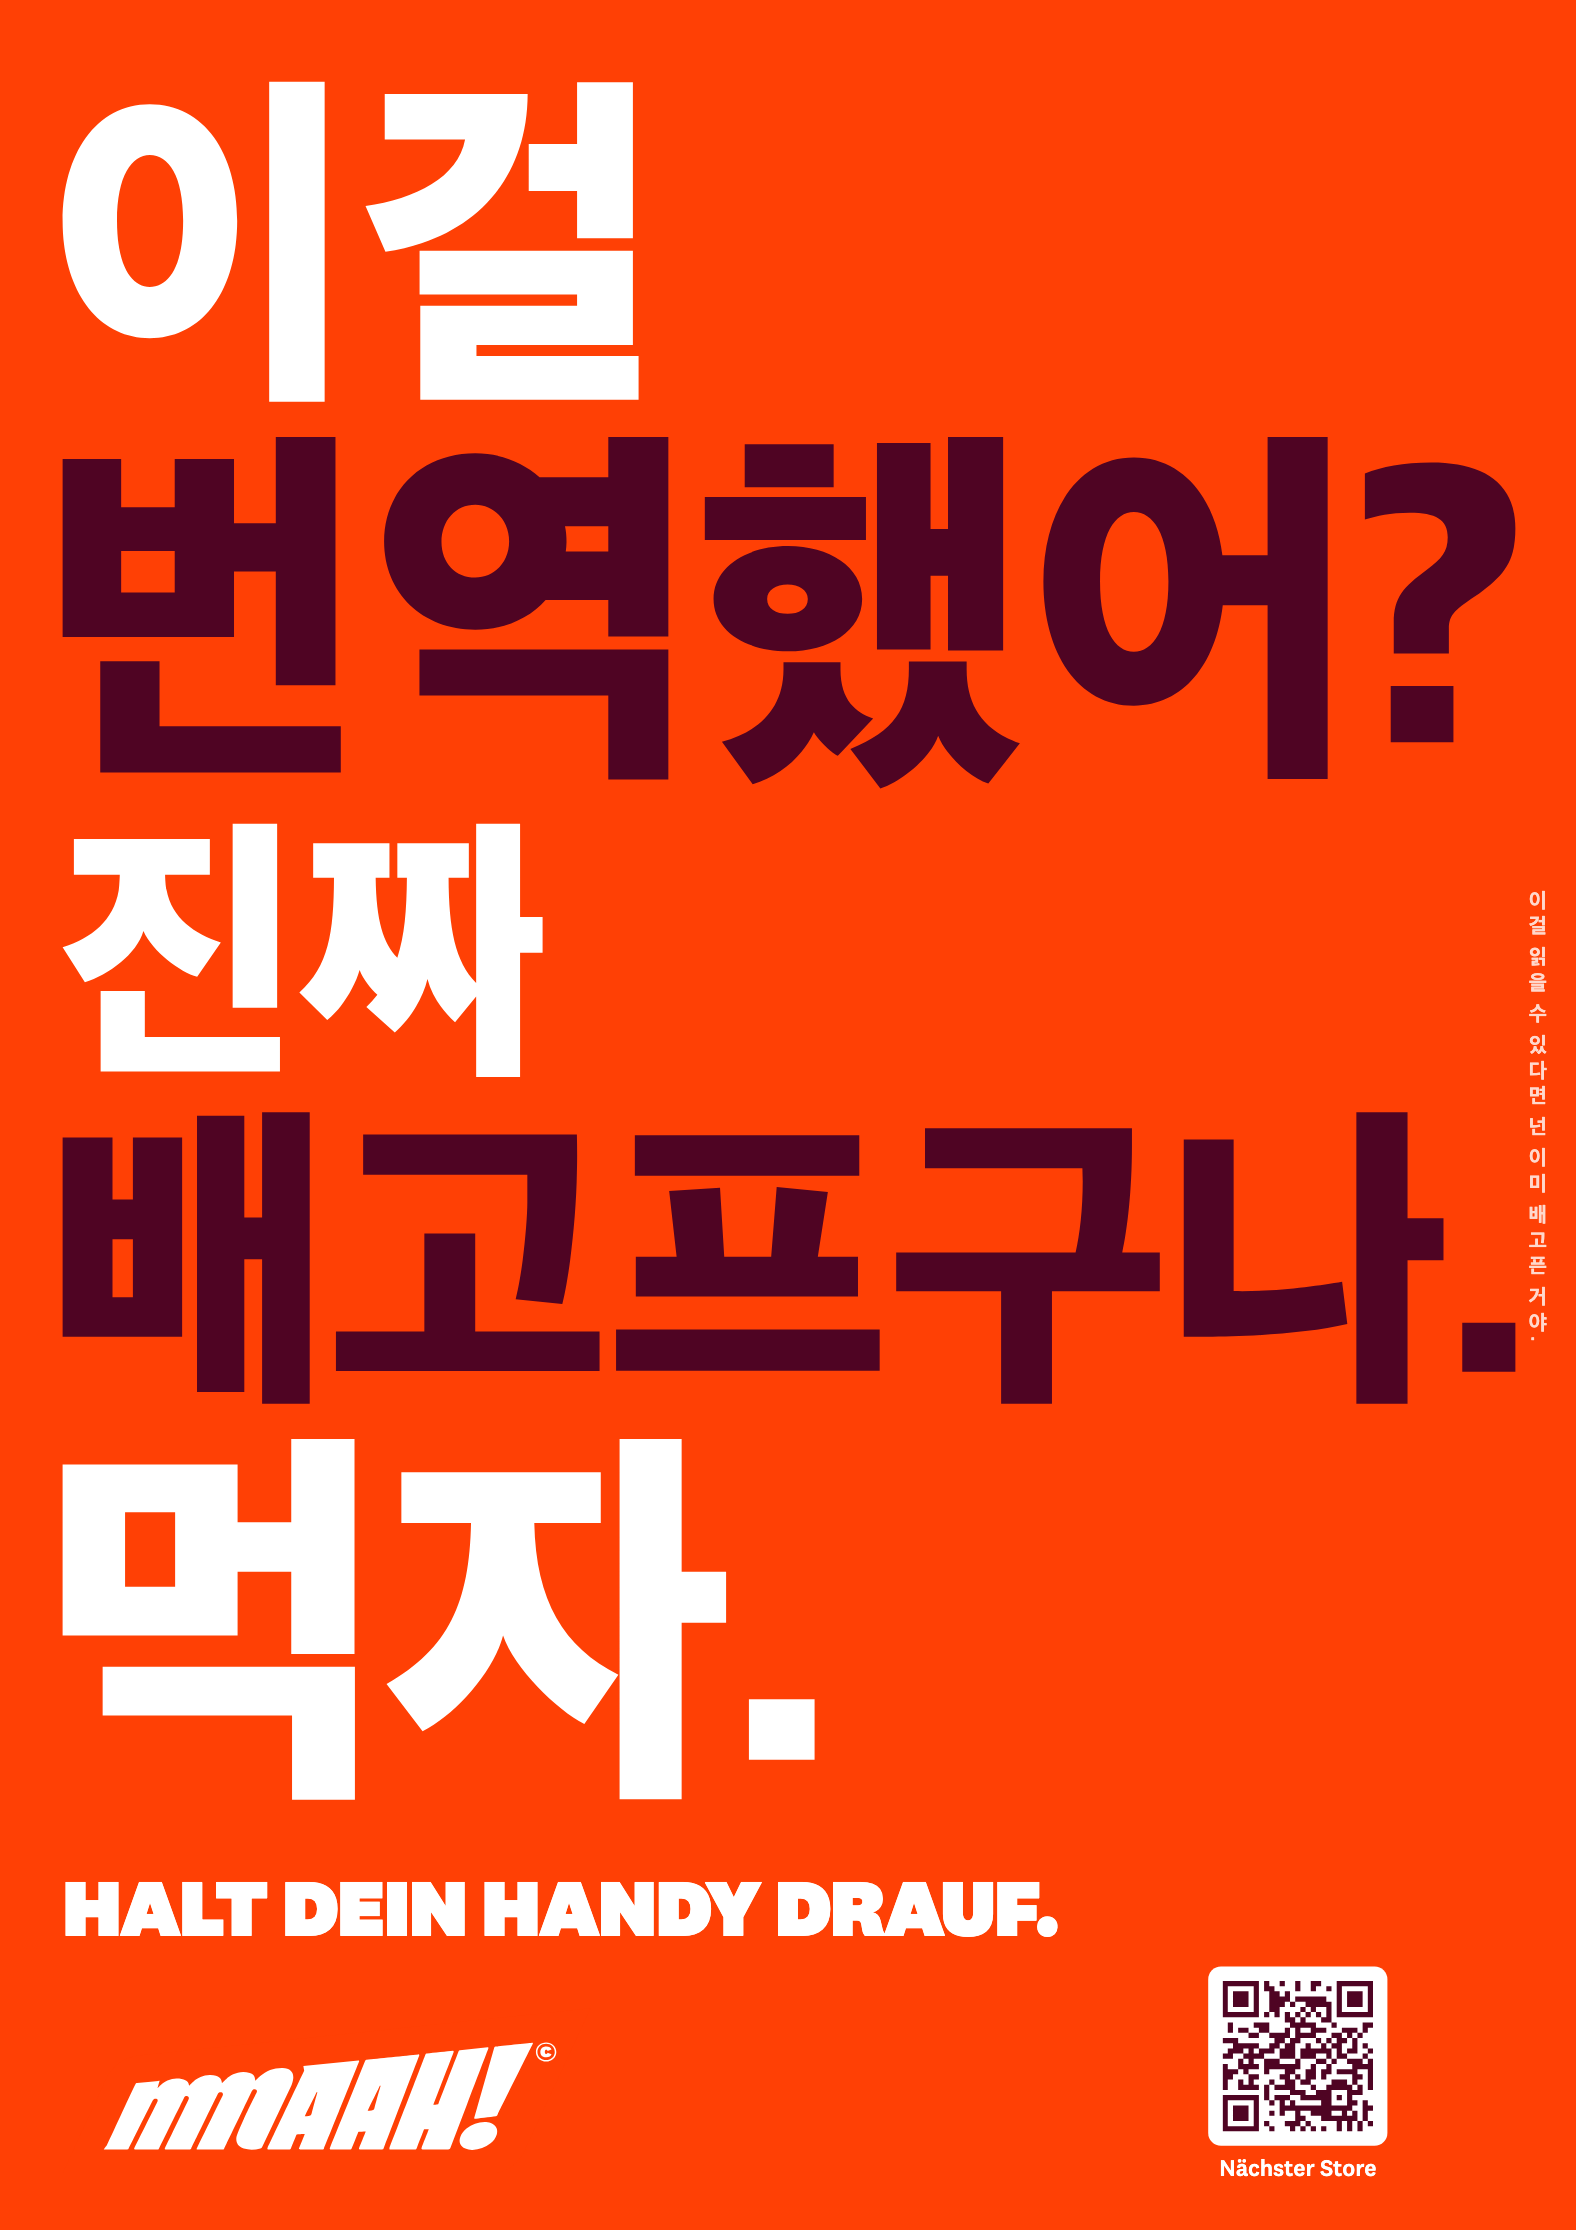 이걸
번역했어?
진짜
배고프구나.
먹자.
이걸 읽을 수 있다면 넌 이미 배고픈 거야.
HALT DEIN HANDY DRAUF.
mmAAH!©
Nächster Store